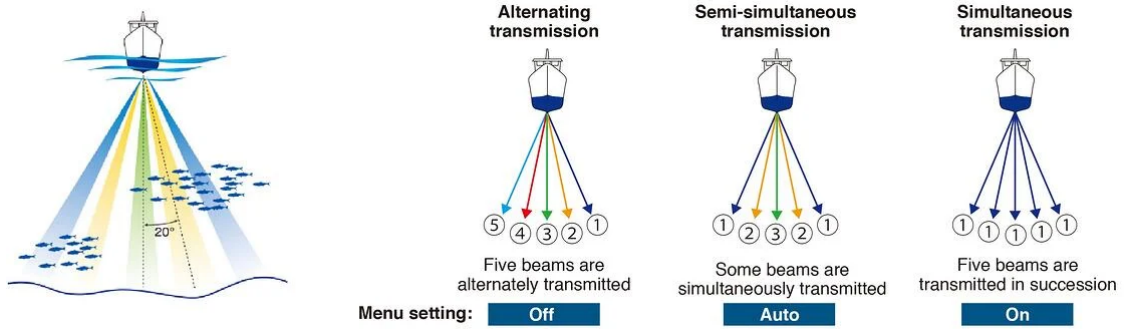 20°
Alternating
transmission
5 4 3 2 1
Five beams are
alternately transmitted
Semi-simultaneous
transmission
1 2 3 2 1
Some beams are
simultaneously transmitted
Simultaneous
transmission
1 1 1 1 1
Five beams are
transmitted in succession
Menu setting: Off Auto On